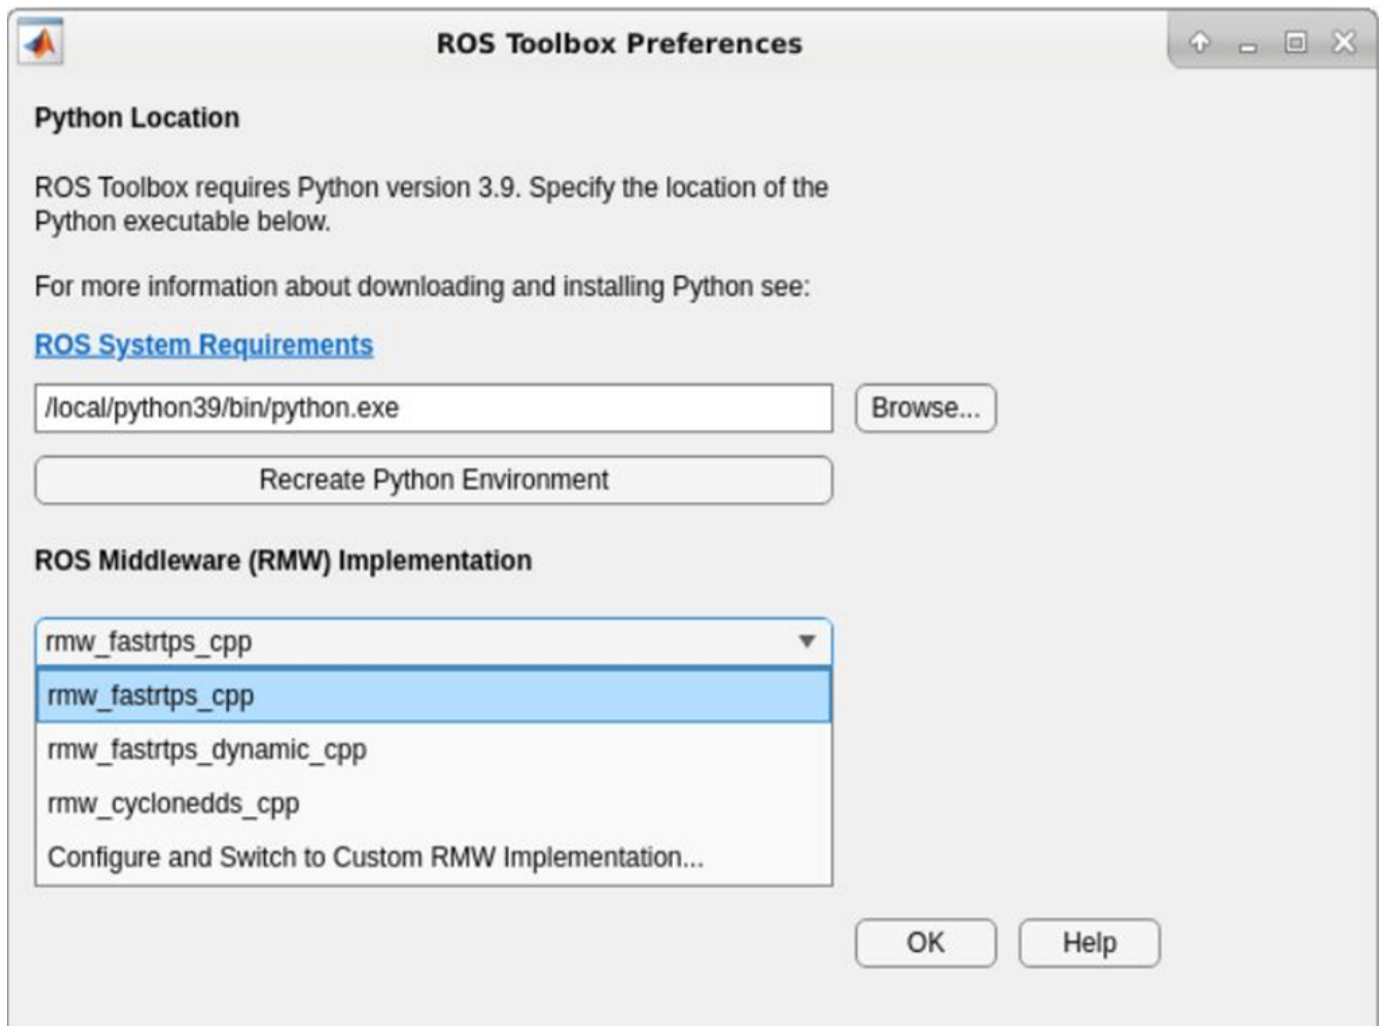 ROS Toolbox Preferences
Python Location
ROS Toolbox requires Python version 3.9. Specify the location of the
Python executable below.
For more information about downloading and installing Python see:
ROS System Requirements
/local/python39/bin/python.exe
Browse...
Recreate Python Environment
ROS Middleware (RMW) Implementation
rmw_fastrtps_cpp
rmw_fastrtps_cpp
rmw_fastrtps_dynamic_cpp
rmw_cyclonedds_cpp
Configure and Switch to Custom RMW Implementation...
OK
Help